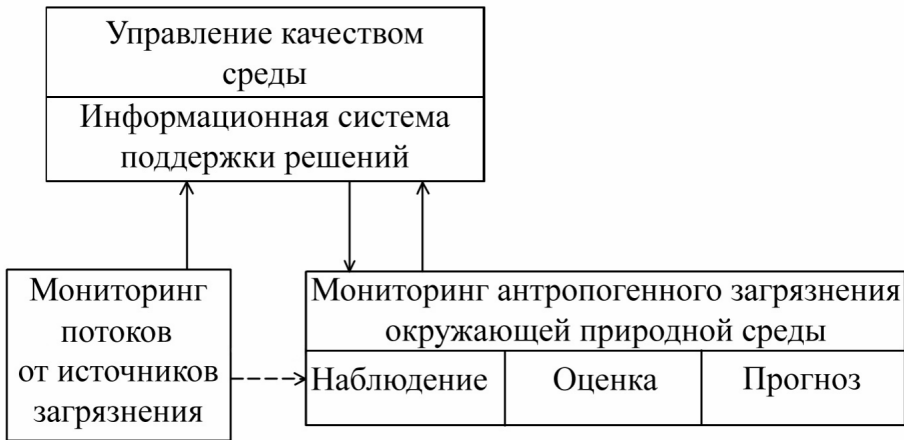 Управление качеством
среды
Информационная система
поддержки решений
Мониторинг
потоков
от источников
загрязнения
Мониторинг антропогенного загрязнения
окружающей природной среды
Наблюдение
Оценка
Прогноз